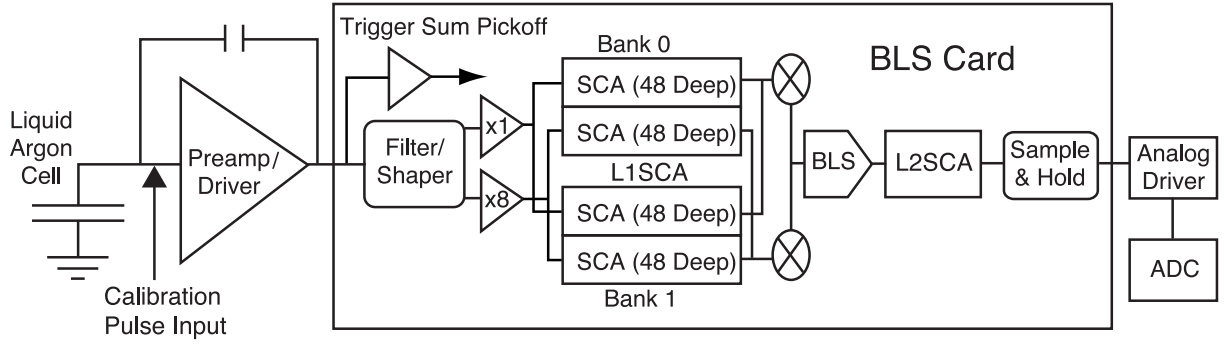 Trigger Sum Pickoff
Bank 0
BLS Card
SCA (48 Deep)
SCA (48 Deep)
L1SCA
SCA (48 Deep)
SCA (48 Deep)
Bank 1
x1
x8
Filter/
Shaper
Liquid
Argon
Cell
Preamp/
Driver
Calibration
Pulse Input
BLS
L2SCA
Sample
& Hold
Analog
Driver
ADC